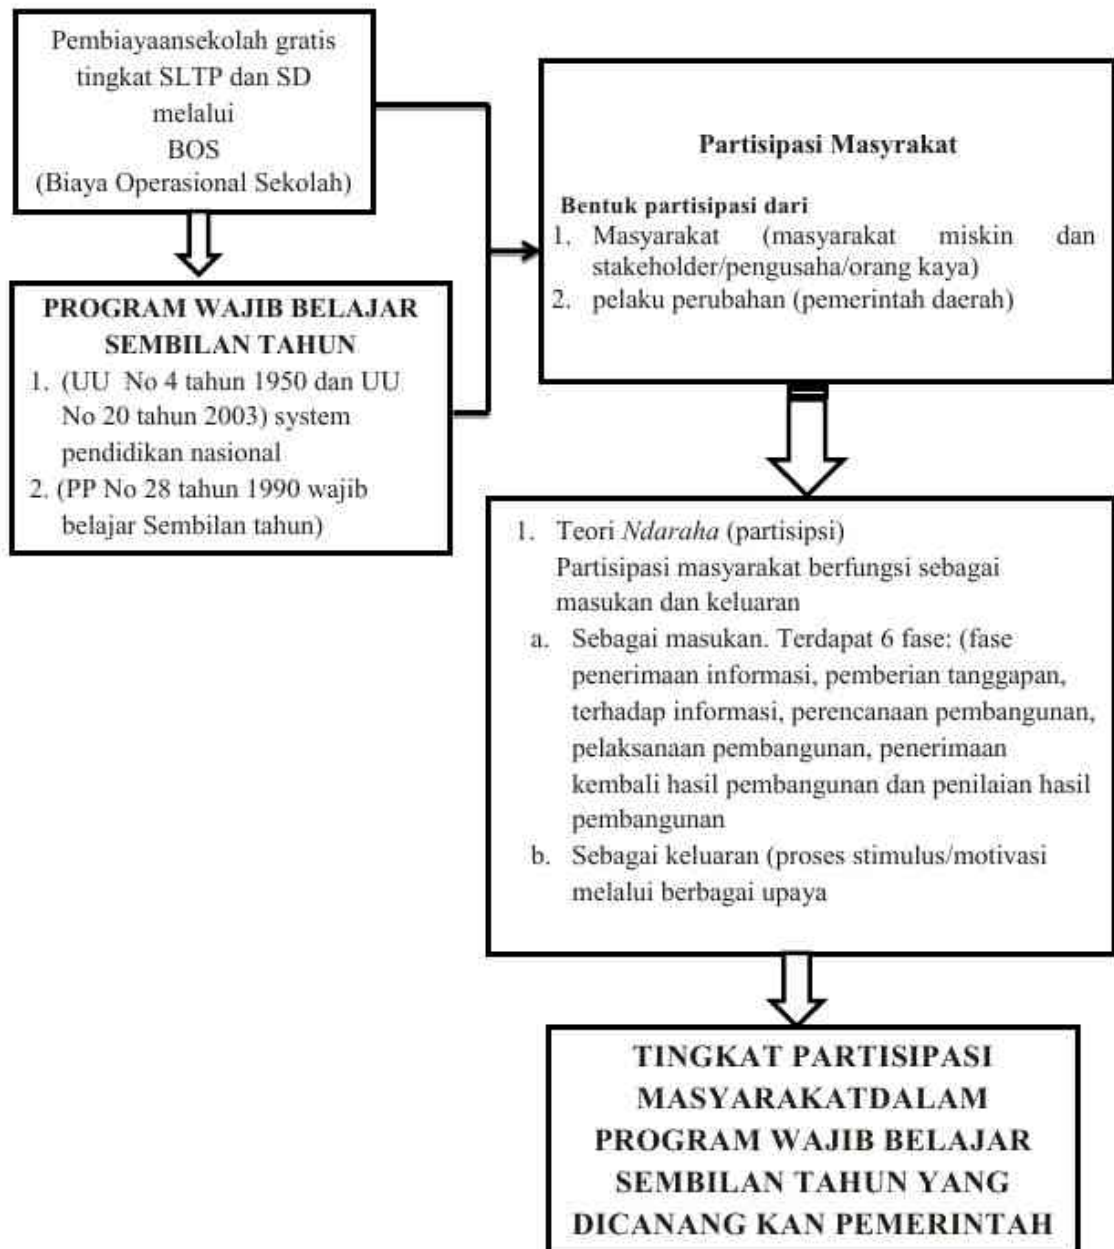 Pembiayaansekolah gratis
tingkat SLTP dan SD
melalui
BOS
(Biaya Operasional Sekolah)
PROGRAM WAJIB BELAJAR
SEMBILAN TAHUN
1. (UU No 4 tahun 1950 dan UU
No 20 tahun 2003) system
pendidikan nasional
2. (PP No 28 tahun 1990 wajib
belajar Sembilan tahun)
Partisipasi Masyrakat
Bentuk partisipasi dari
1. Masyarakat (masyarakat miskin dan
stakeholder/pengusaha/orang kaya)
2. pelaku perubahan (pemerintah daerah)
1. Teori Ndaraha (partisipsi)
Partisipasi masyarakat berfungsi sebagai
masukan dan keluaran
a. Sebagai masukan. Terdapat 6 fase: (fase
penerimaan informasi, pemberian tanggapan,
terhadap informasi, perencanaan pembangunan,
pelaksanaan pembangunan, penerimaan
kembali hasil pembangunan dan penilaian hasil
pembangunan
b. Sebagai keluaran (proses stimulus/motivasi
melalui berbagai upaya
TINGKAT PARTISIPASI
MASYARAKATDALAM
PROGRAM WAJIB BELAJAR
SEMBILAN TAHUN YANG
DICANANG KAN PEMERINTAH